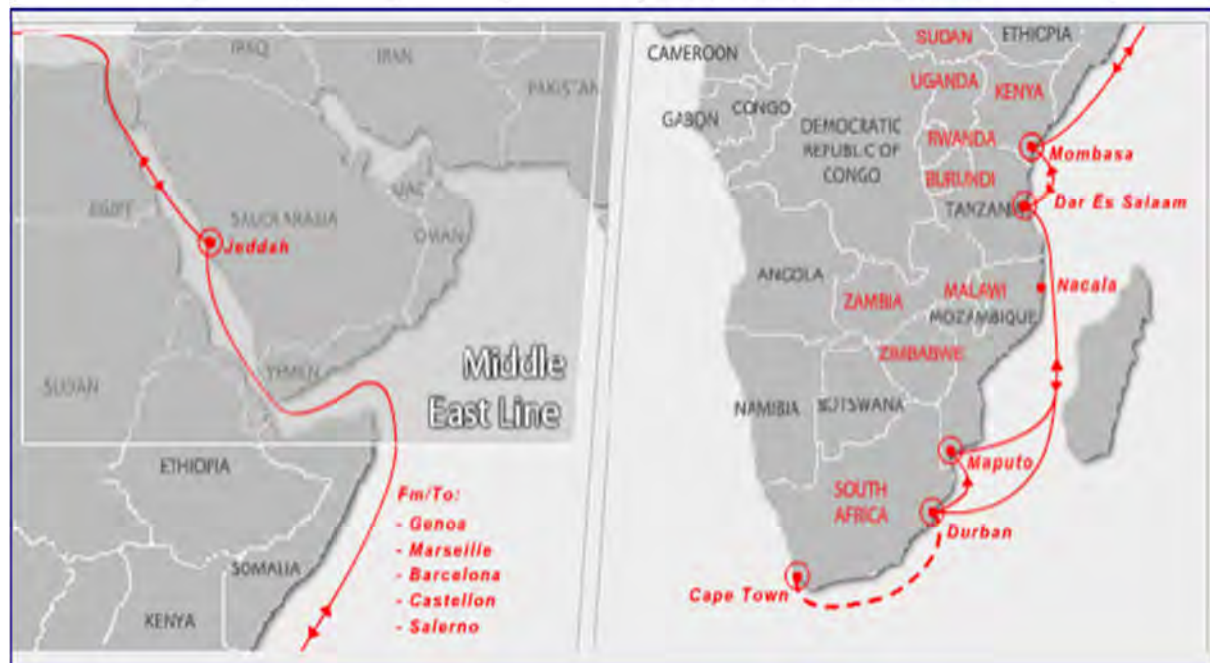 IRAQ
IRAN
PAKISTAN
EGYPT
SAUDI ARABIA
UAE
OMAN
Jeddah
YEMEN
SUDAN
Middle
East Line
ETHIOPIA
SOMALIA
KENYA
Fm/To:
- Genoa
- Marseille
- Barcelona
- Castellon
- Salerno
CAMEROON
SUDAN
ETHICPIA
UGANDA
KENYA
GABON
CONGO
DEMOCRATIC
REPUBLIC OF
CONGO
RWANDA
BURUNDI
Mombasa
TANZANI
Dar Es Salaam
ANGOLA
ZAMBIA
MALAWI
Nacala
MOZAMBIQUE
ZIMBABWE
NAMIBIA
BOTSWANA
Maputo
SOUTH
AFRICA
Durban
Cape Town